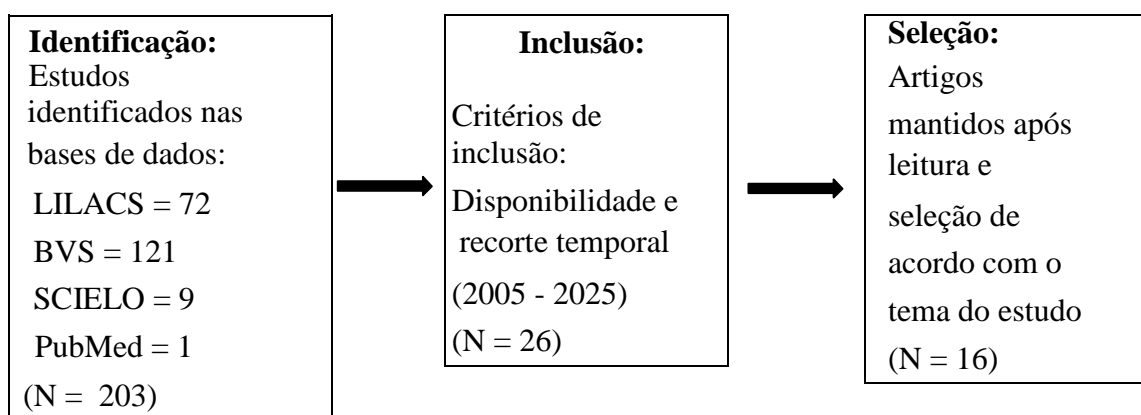 Identificação:
Estudos
identificados nas
bases de dados:
LILACS = 72
BVS = 121
SCIELO = 9
PubMed = 1
(N = 203)
Inclusão:
Critérios de
inclusão:
Disponibilidade e
recorte temporal
(2005 - 2025)
(N = 26)
Seleção:
Artigos
mantidos após
leitura e
seleção de
acordo com o
tema do estudo
(N = 16)